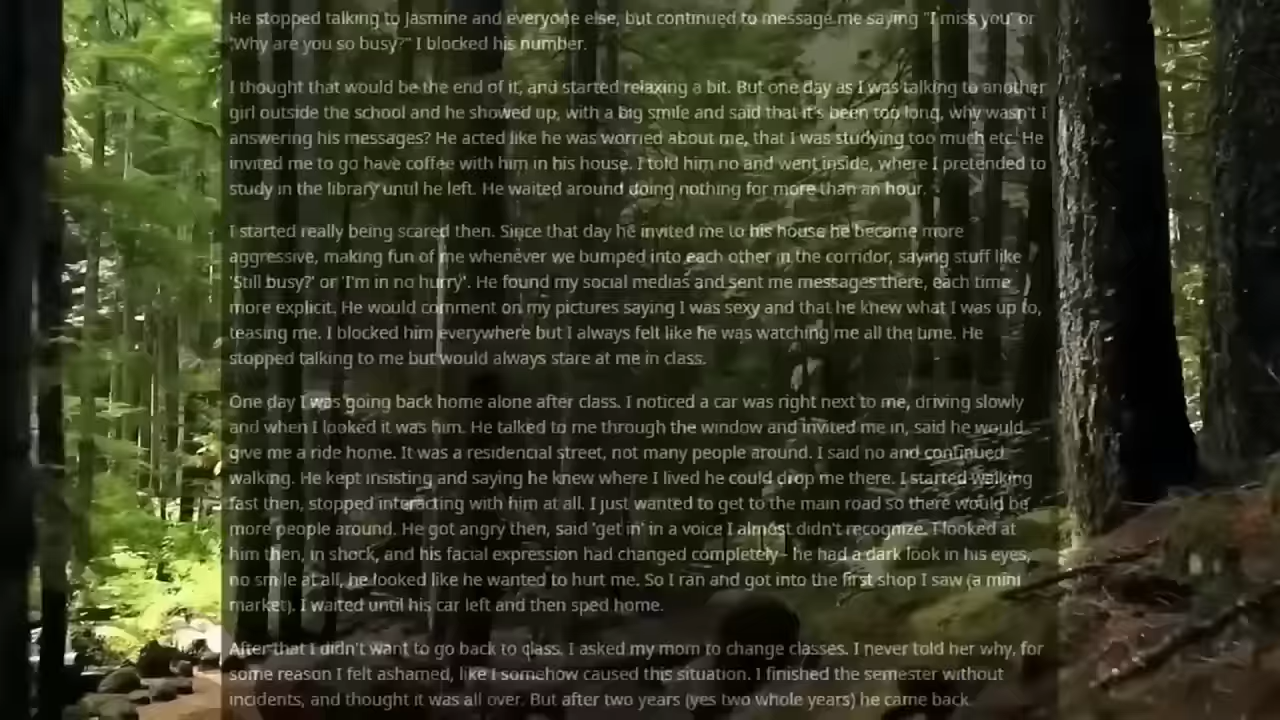 He stopped talking to Jasmine and everyone else, but continued to message me saying "I miss you" or
'Why are you so busy?" I blocked his number.
I thought that would be the end of it, and started relaxing a bit. But one day as I was talking to another
girl outside the school and he showed up, with a big smile and said that it's been too long, why wasn't I
answering his messages? He acted like he was worried about me, that I was studying too much etc. He
invited me to go have coffee with him in his house. I told him no and went inside, where I pretended to
study in the library until he left. He waited around doing nothing for more than an hour.
I started really being scared then. Since that day he invited me to his house he became more
aggressive, making fun of me whenever we bumped into each other in the corridor, saying stuff like
'Still busy?' or 'I'm in no hurry'. He found my social medias and sent me messages there, each time
more explicit. He would comment on my pictures saying I was sexy and that he knew what I was up to,
teasing me. I blocked him everywhere but I always felt like he was watching me all the time. He
stopped talking to me but would always stare at me in class.
One day I was going back home alone after class. I noticed a car was right next to me, driving slowly
and when I looked it was him. He talked to me through the window and invited me in, said he would
give me a ride home. It was a residencial street, not many people around. I said no and continued
walking. He kept insisting and saying he knew where I lived he could drop me there. I started walking
fast then, stopped interacting with him at all. I just wanted to get to the main road so there would be
more people around. He got angry then, said 'get in' in a voice I almost didn't recognize. I looked at
him then, in shock, and his facial expression had changed completely - he had a dark look in his eyes,
no smile at all, he looked like he wanted to hurt me. So I ran and got into the first shop I saw (a mini
market). I waited until his car left and then sped home.
After that I didn't want to go back to class. I asked my mom to change classes. I never told her why, for
some reason I felt ashamed, like I somehow caused this situation. I finished the semester without
incidents, and thought it was all over. But after two years (yes two whole years) he came back.